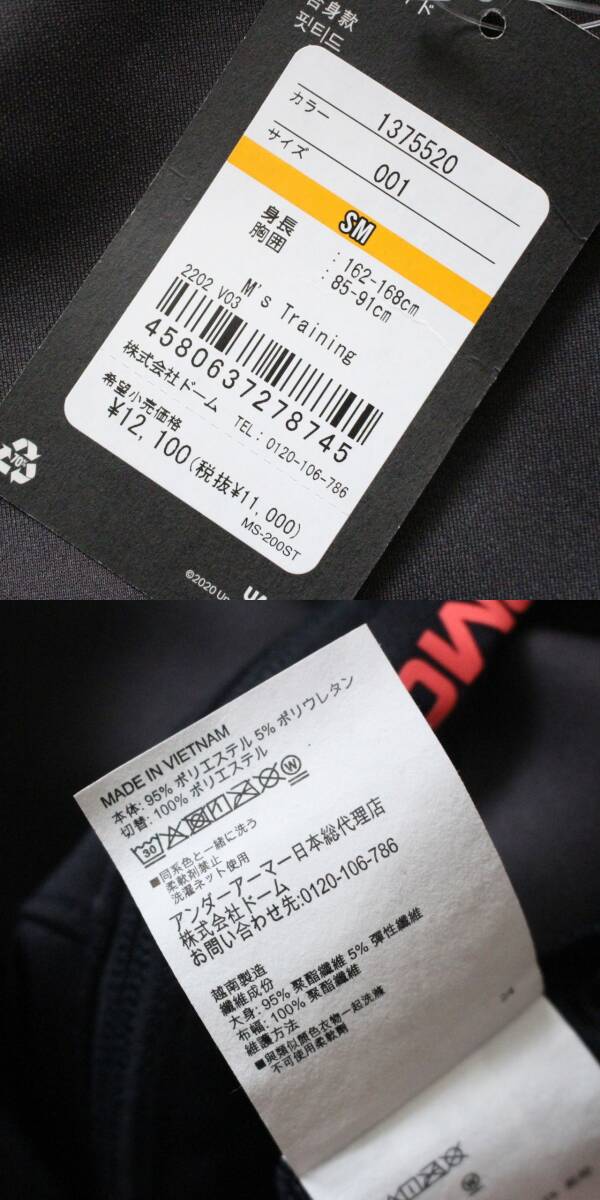 合身款
핏티드
カラー
1375520
サイズ
001
SM
身長 : 162-168cm
胸囲 : 85-91cm
M's Training
2202 V03
4580637278745
株式会社ドーム TEL: 0120-106-786
希望小売価格
¥12,100(税抜¥11,000)
MS-200ST
©2020 Un
MADE IN VIETNAM
本体: 95% ポリエステル 5% ポリウレタン
切替: 100% ポリエステル
30
W
■同系色と一緒に洗う
柔軟剤禁止
洗濯ネット使用
アンダーアーマー日本総代理店
株式会社ドーム
お問い合わせ先:0120-106-786
越南製造
纖維成份
大身: 95% 聚酯纖維 5% 彈性纖維
布幅: 100% 聚酯纖維
維護方法
■與類似顏色衣物一起洗滌
不可使用柔軟劑